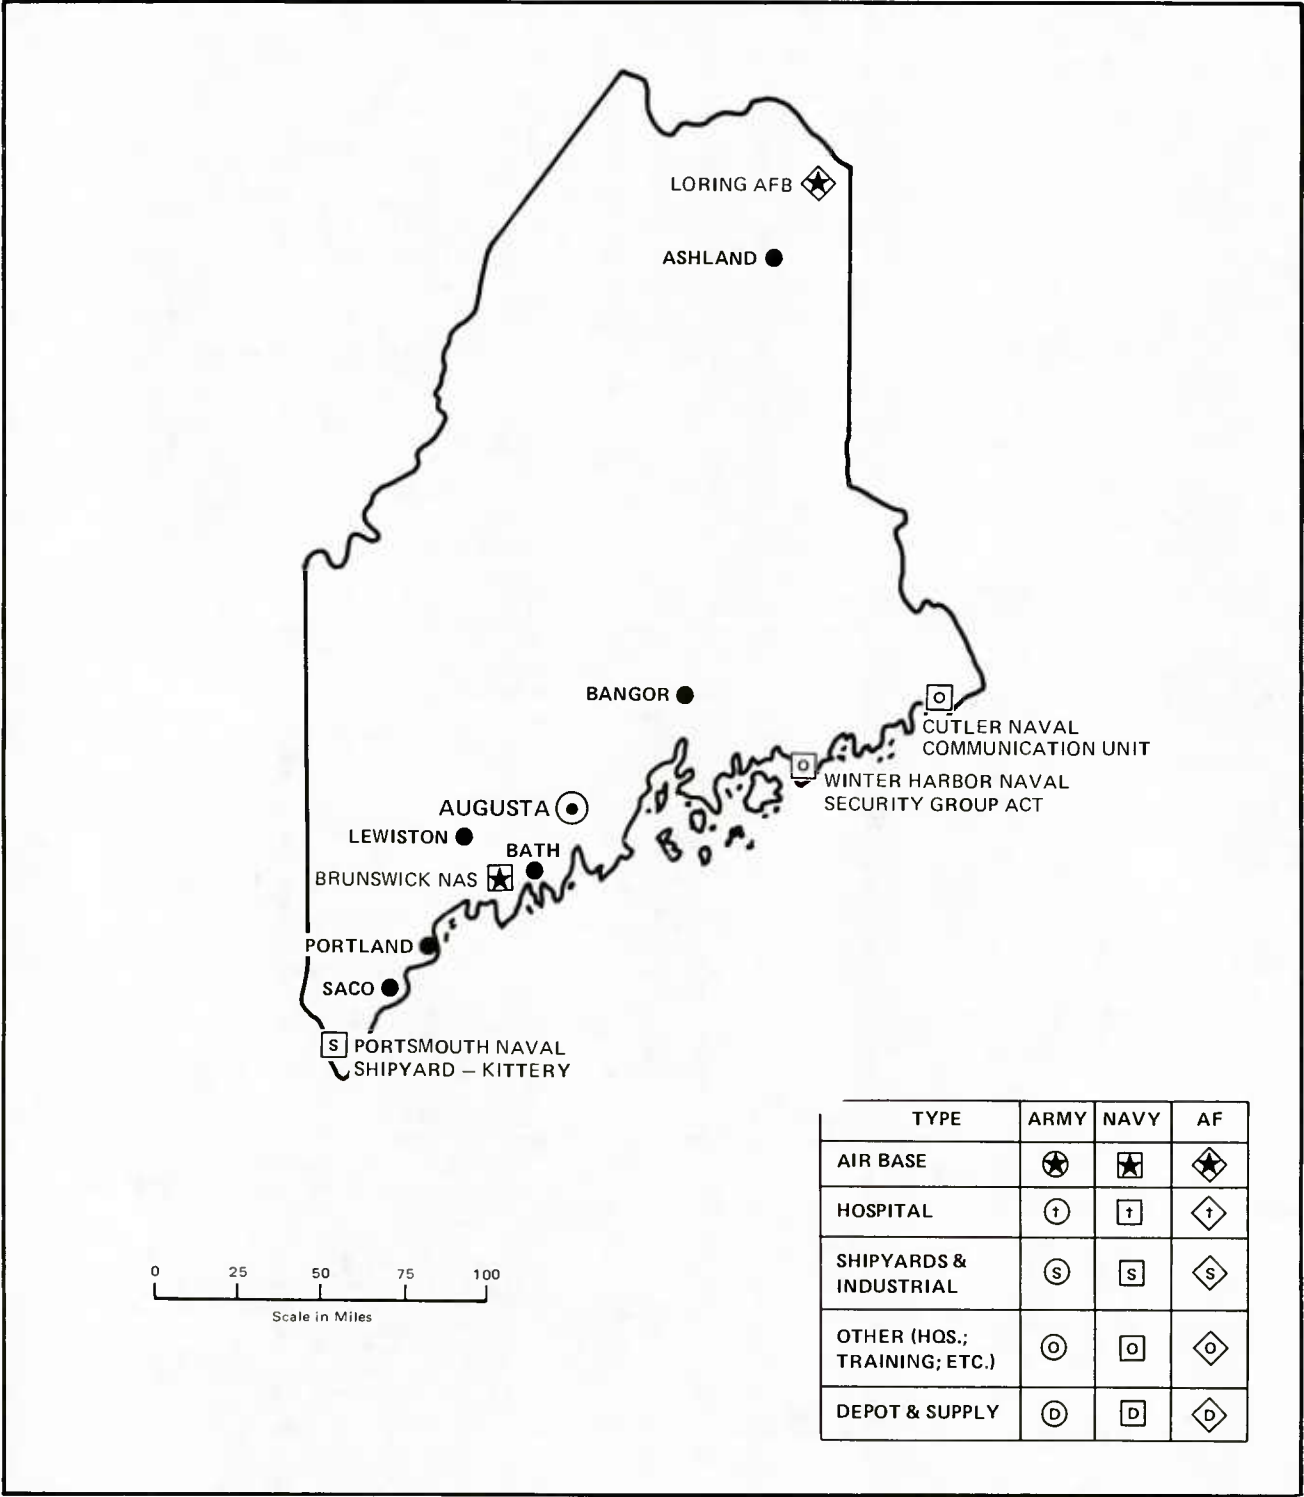 LORING AFB
ASHLAND
BANGOR
CUTLER NAVAL
COMMUNICATION UNIT
WINTER HARBOR NAVAL
SECURITY GROUP ACT
AUGUSTA
LEWISTON
BATH
BRUNSWICK NAS
PORTLAND
SACO
S PORTSMOUTH NAVAL
SHIPYARD – KITTERY
O
O
TYPE ARMY NAVY AF
AIR BASE
HOSPITAL † † †
SHIPYARDS &
INDUSTRIAL S S S
OTHER (HQS.;
TRAINING; ETC.) O O O
DEPOT & SUPPLY D D D
0 25 50 75 100
Scale in Miles